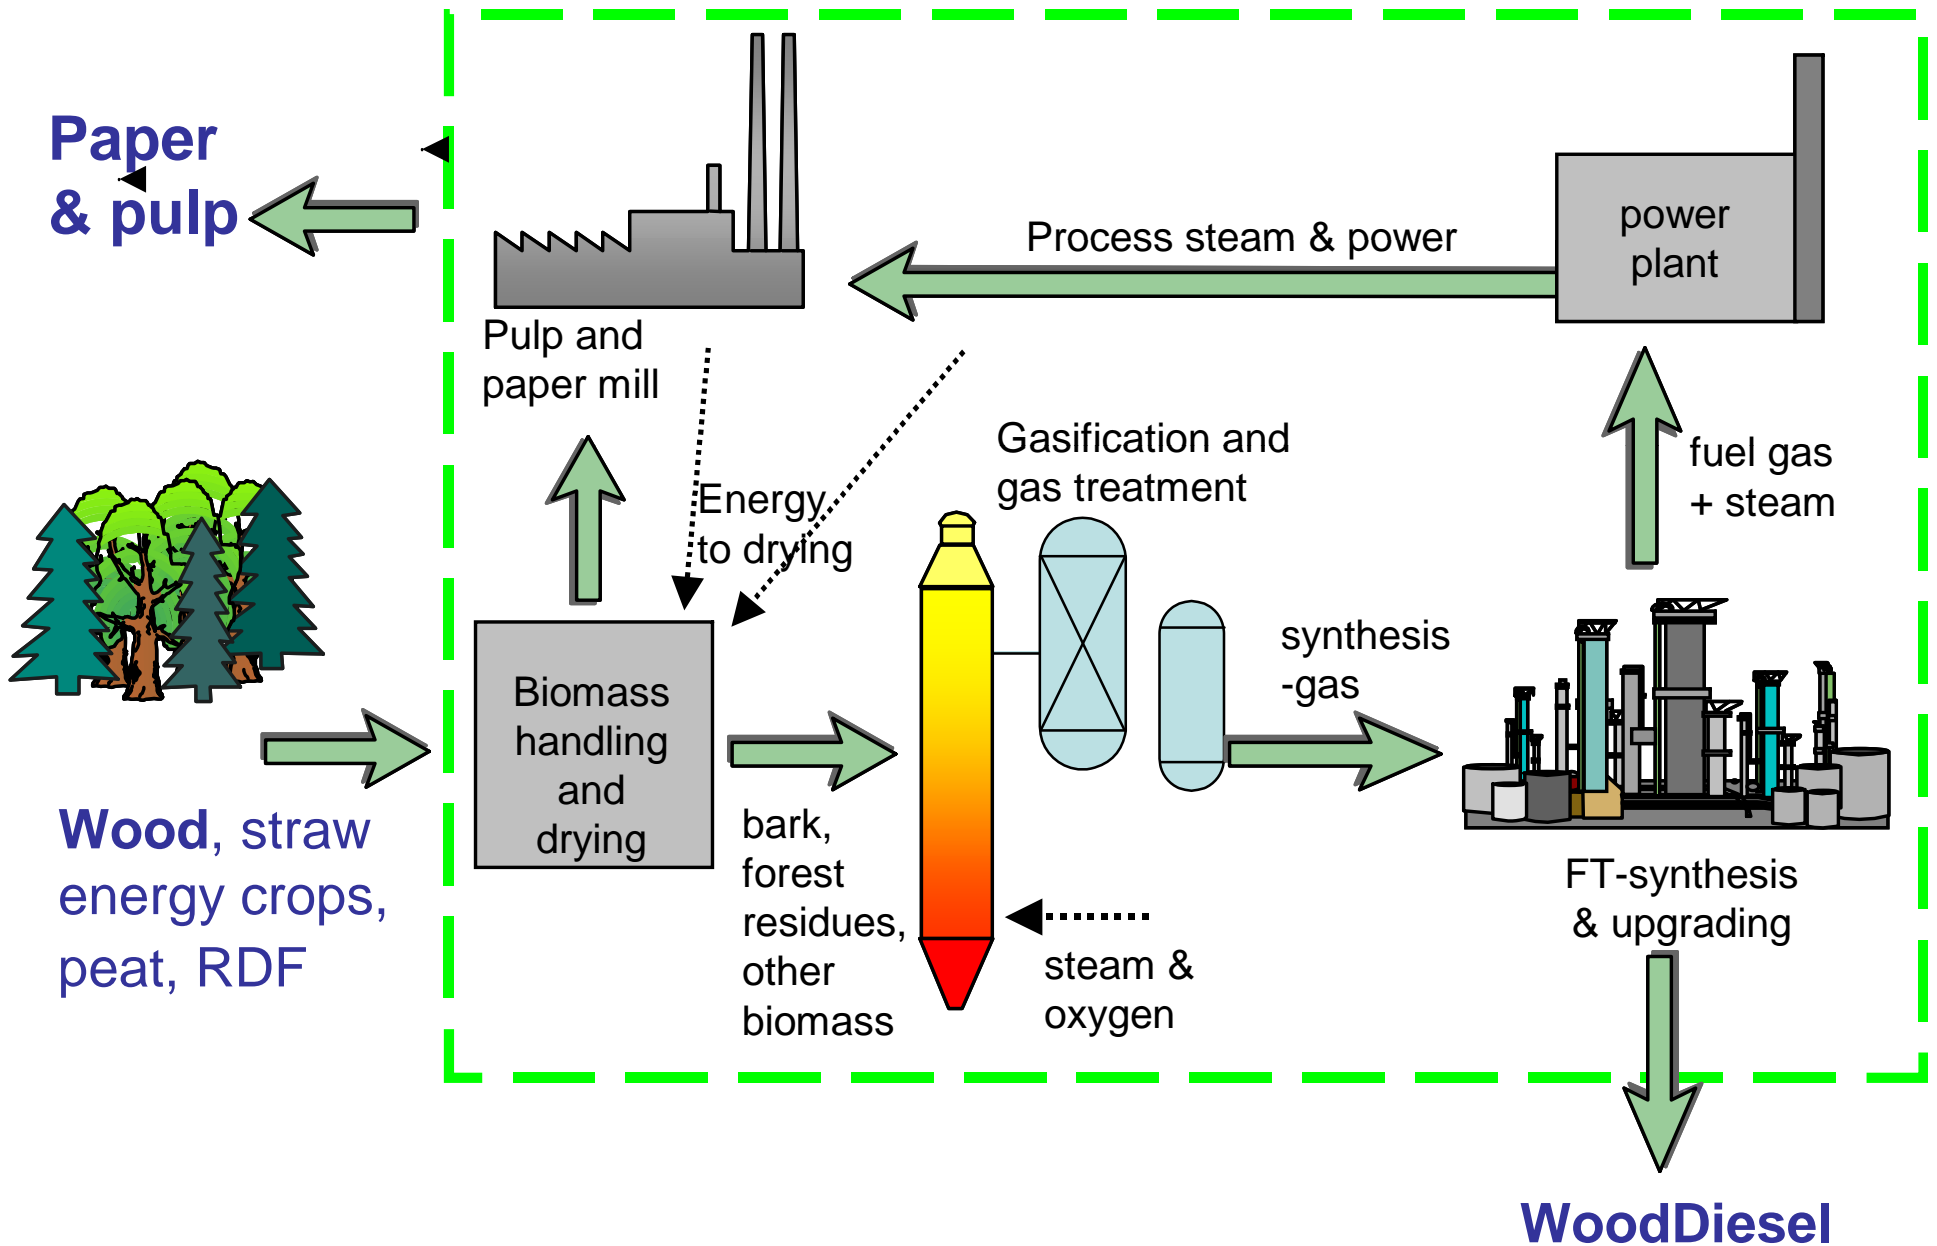 Paper
& pulp
Process steam & power
power
plant
Pulp and
paper mill
Energy
to drying
Gasification and
gas treatment
fuel gas
+ steam
Biomass
handling
and
drying
synthesis
-gas
Wood, straw
energy crops,
peat, RDF
bark,
forest
residues,
other
biomass
steam &
oxygen
FT-synthesis
& upgrading
WoodDiesel